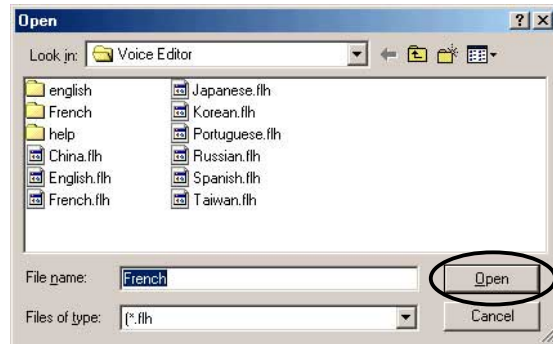 Open
Look in: Voice Editor
english
French
help
China.flh
English.flh
French.flh
Japanese.flh
Korean.flh
Portuguese.flh
Russian.flh
Spanish.flh
Taiwan.flh
File name: French
Open
Files of type: (*.flh
Cancel